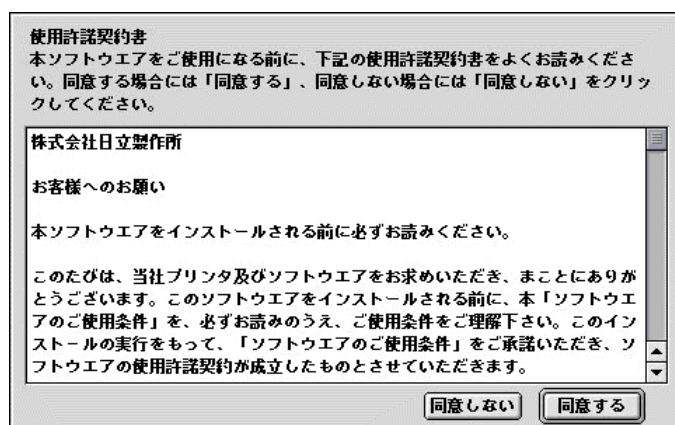 使用許諾契約書
本ソフトウエアをご使用になる前に、下記の使用許諾契約書をよくお読みくださ
い。同意する場合には「同意する」、同意しない場合には「同意しない」をクリッ
クしてください。
株式会社日立製作所
お客様へのお願い
本ソフトウエアをインストールされる前に必ずお読みください。
このたびは、当社プリンタ及びソフトウエアをお求めいただき、まことにありが
とうございます。このソフトウエアをインストールされる前に、本「ソフトウエ
アのご使用条件」を、必ずお読みのうえ、ご使用条件をご理解下さい。このイン
ストールの実行をもって、「ソフトウエアのご使用条件」をご承諾いただき、ソ
フトウエアの使用許諾契約が成立したものとさせていただきます。
同意しない 同意する